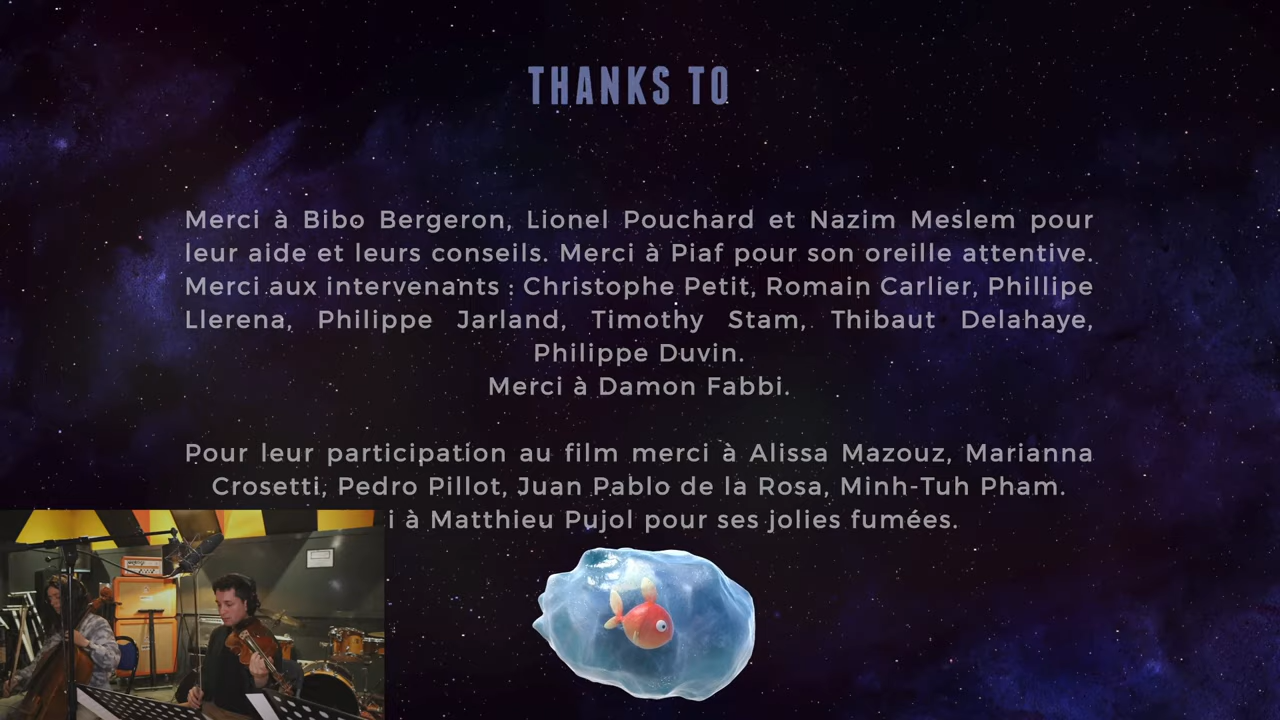 THANKS TO
Merci à Bibo Bergeron, Lionel Pouchard et Nazim Meslem pour
leur aide et leurs conseils. Merci à Piaf pour son oreille attentive.
Merci aux intervenants : Christophe Petit, Romain Carlier, Phillipe
Llerena, Philippe Jarland, Timothy Stam, Thibaut Delahaye,
Philippe Duvin.
Merci à Damon Fabbi.
Pour leur participation au film merci à Alissa Mazouz, Marianna
Crosetti, Pedro Pillot, Juan Pablo de la Rosa, Minh-Tuh Pham.
i à Matthieu Pujol pour ses jolies fumées.